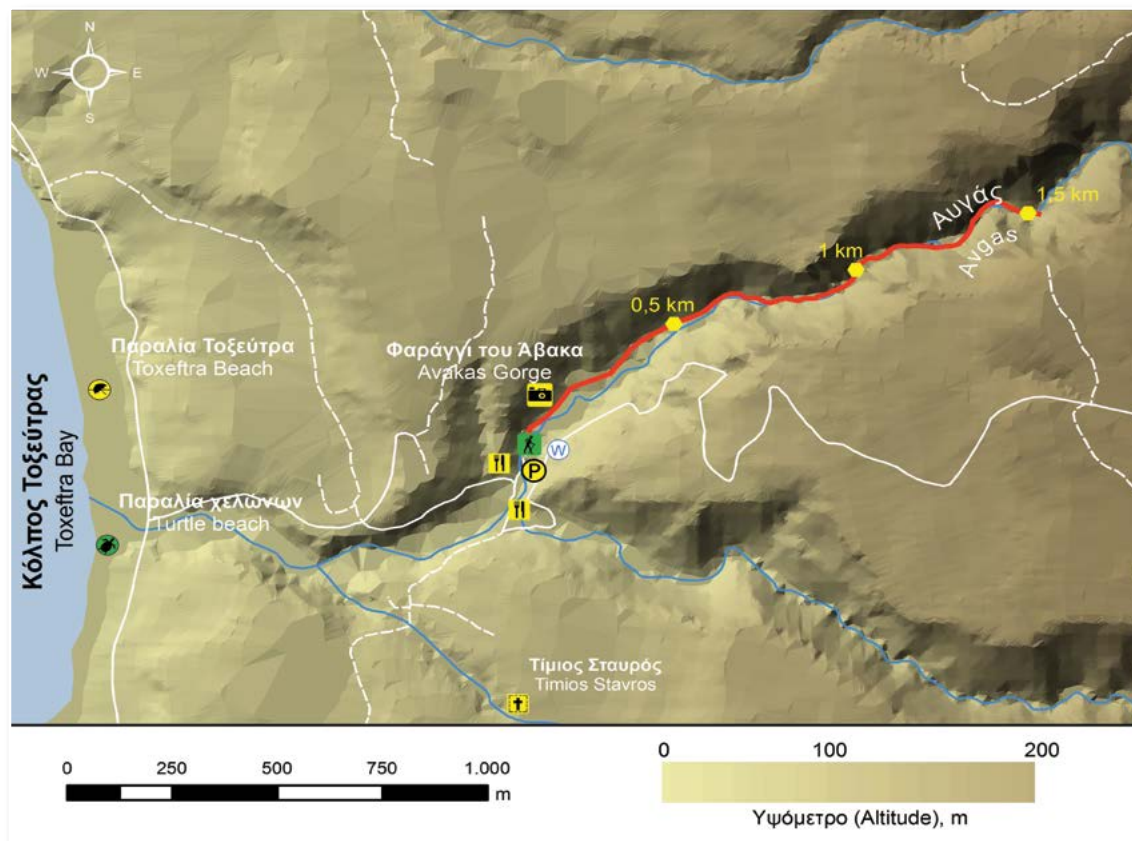 N
W
E
S
Αυγάς
1,5 km
Avgas
1 km
0,5 km
Παραλία Τοξεύτρα
Toxeftra Beach
Φαράγγι του Άβακα
Avakas Gorge
Κόλπος Τοξεύτρας
Toxeftra Bay
W
P
Παραλία χελώνων
Turtle beach
Τίμιος Σταυρός
Timios Stavros
0 250 500 750 1.000
m
0 100 200
Υψόμετρο (Altitude), m